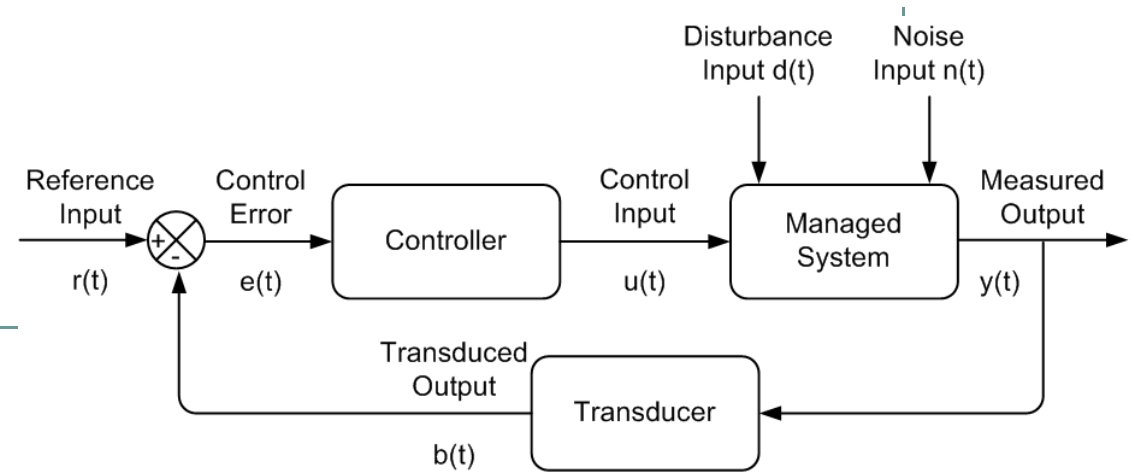 Disturbance
Input d(t)
Noise
Input n(t)
Reference
Input
Control
Error
Control
Input
Measured
Output
+
-
Controller
Managed
System
r(t)
e(t)
u(t)
y(t)
Transduced
Output
Transducer
b(t)